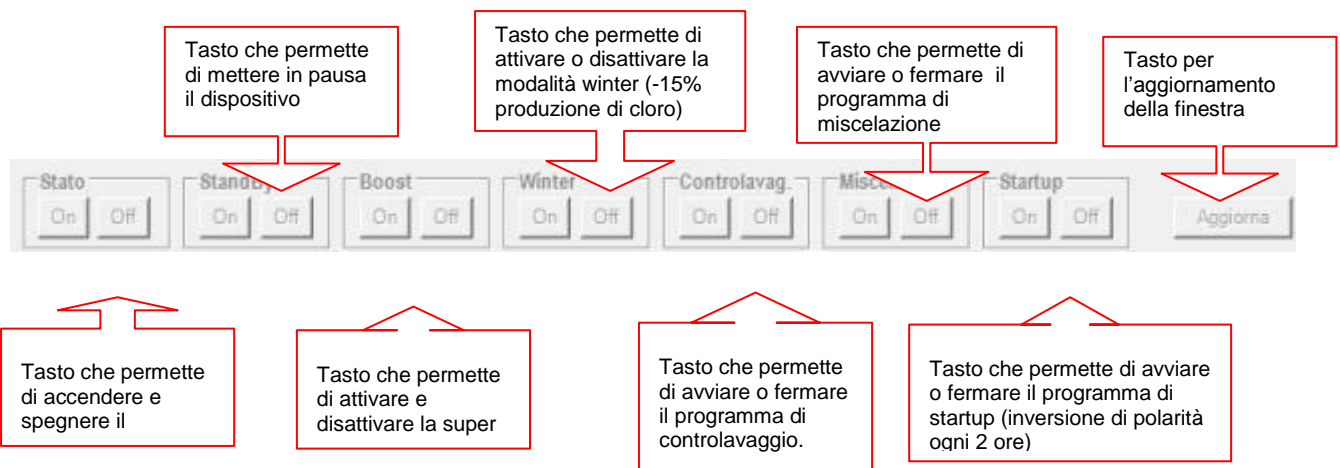 Tasto che permette
di mettere in pausa
il dispositivo
Tasto che permette di
attivare o disattivare la
modalità winter (-15%
produzione di cloro)
Tasto che permette di
avviare o fermare il
programma di
miscelazione
Tasto per
l'aggiornamento
della finestra
Stato StandBy Boost Winter Controlavag. Startup
On Off On Off On Off On Off On Off On Off On Off Aggiorna
Tasto che permette
di accendere e
spegnere il
Tasto che permette
di attivare e
disattivare la super
Tasto che permette
di avviare o fermare
il programma di
controlavaggio.
Tasto che permette di avviare
o fermare il programma di
startup (inversione di polarità
ogni 2 ore)